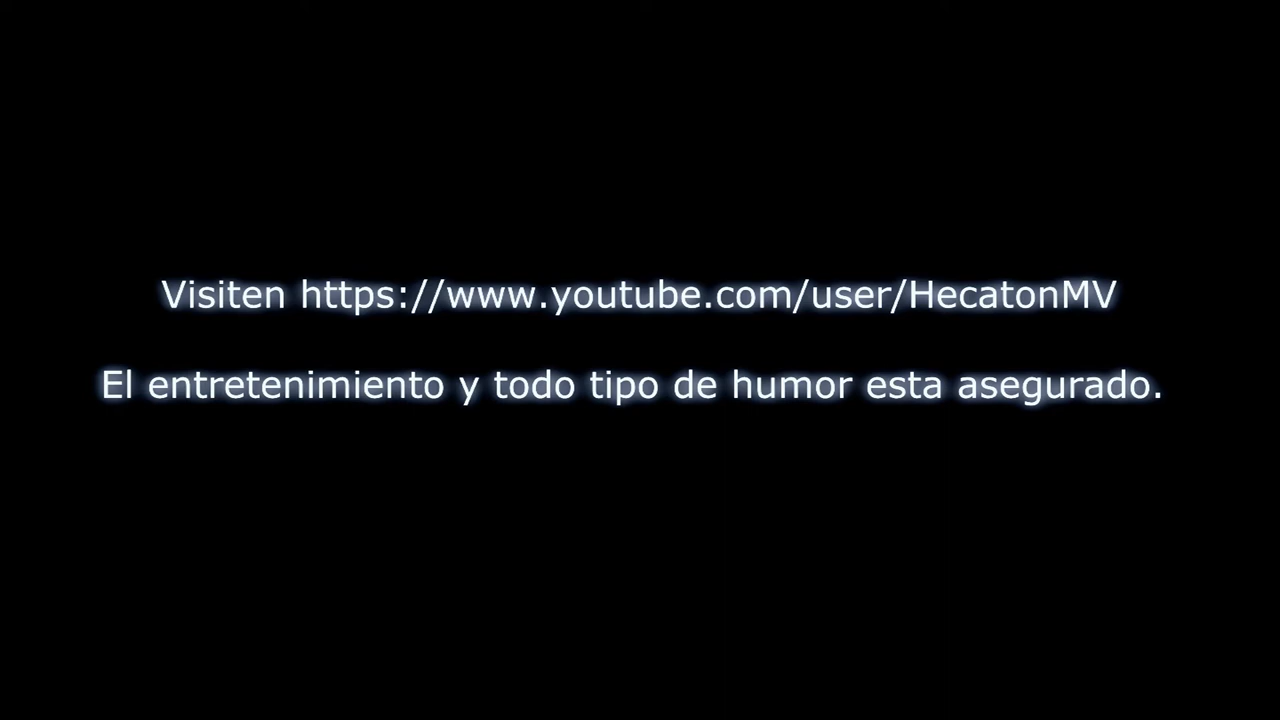 Visiten https://www.youtube.com/user/HecatonMV
El entretenimiento y todo tipo de humor esta asegurado.